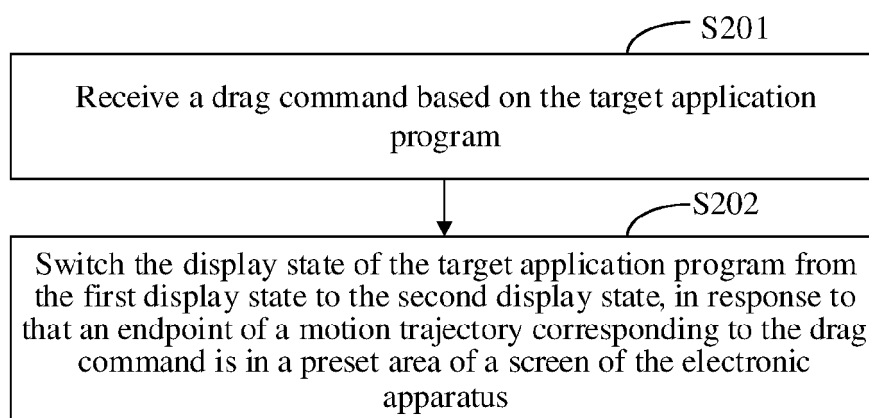 S201
Receive a drag command based on the target application
program
S202
Switch the display state of the target application program from
the first display state to the second display state, in response to
that an endpoint of a motion trajectory corresponding to the drag
command is in a preset area of a screen of the electronic
apparatus